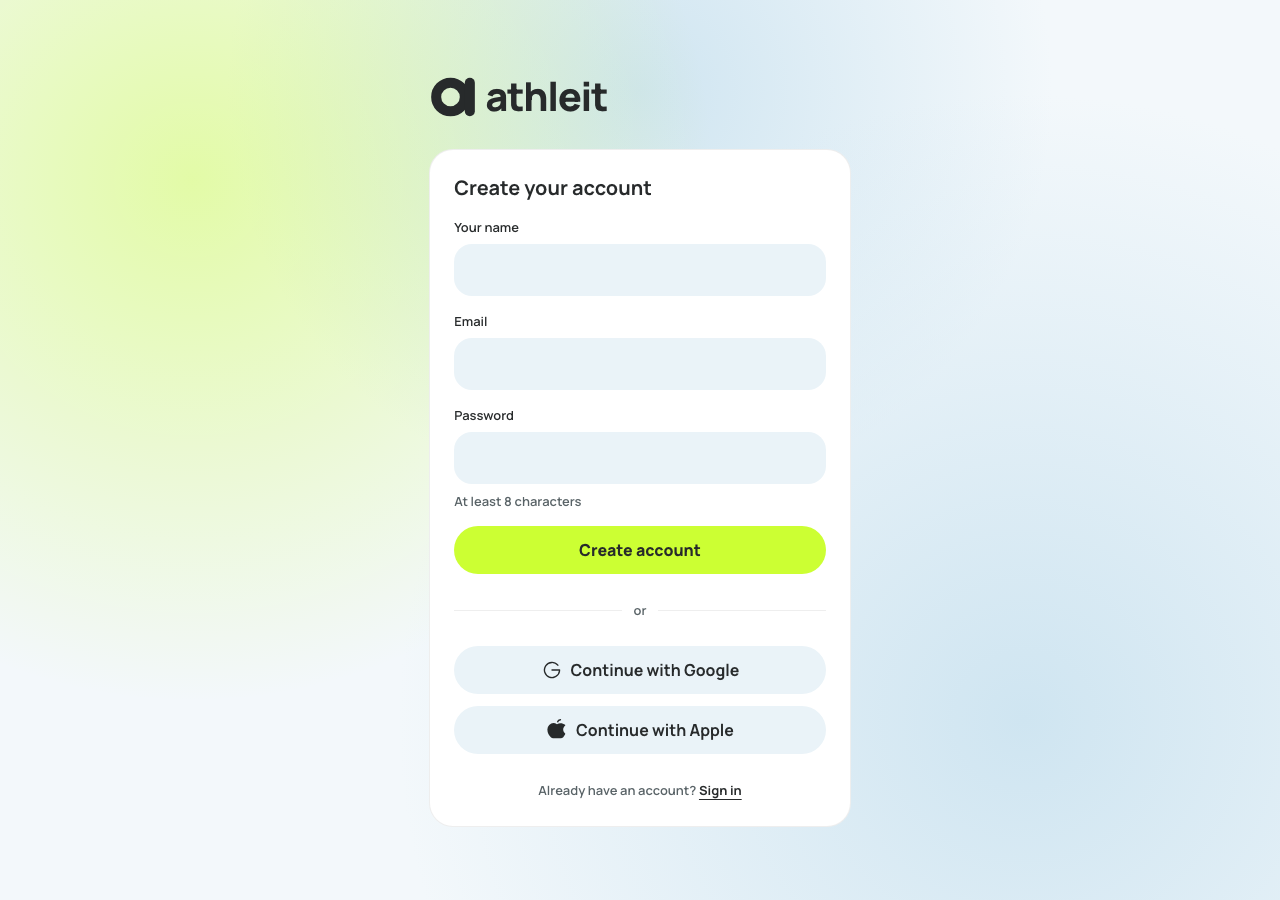 athleit
Create your account
Your name
Email
Password
At least 8 characters
Create account
or
Continue with Google
Continue with Apple
Already have an account? Sign in